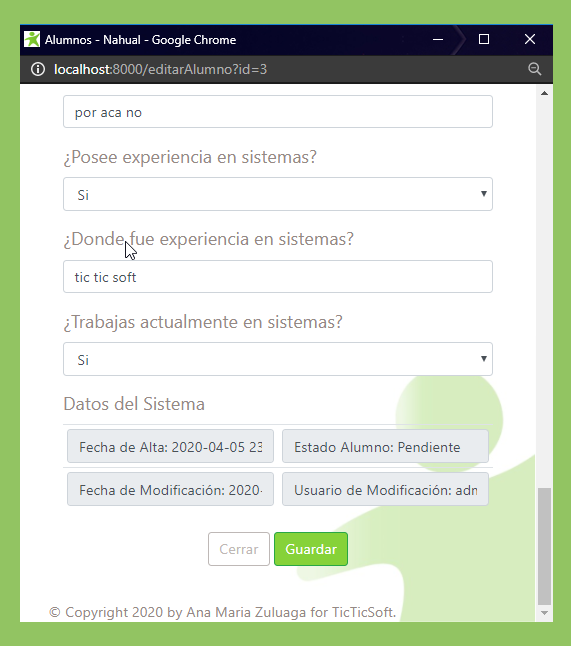 Alumnos - Nahual - Google Chrome
localhost:8000/editarAlumno?id=3
por aca no
¿Posee experiencia en sistemas?
Si
¿Donde fue experiencia en sistemas?
tic tic soft
¿Trabajas actualmente en sistemas?
Si
Datos del Sistema
Fecha de Alta: 2020-04-05 23 Estado Alumno: Pendiente
Fecha de Modificación: 2020- Usuario de Modificación: adn
Cerrar Guardar
© Copyright 2020 by Ana Maria Zuluaga for TicTicSoft.